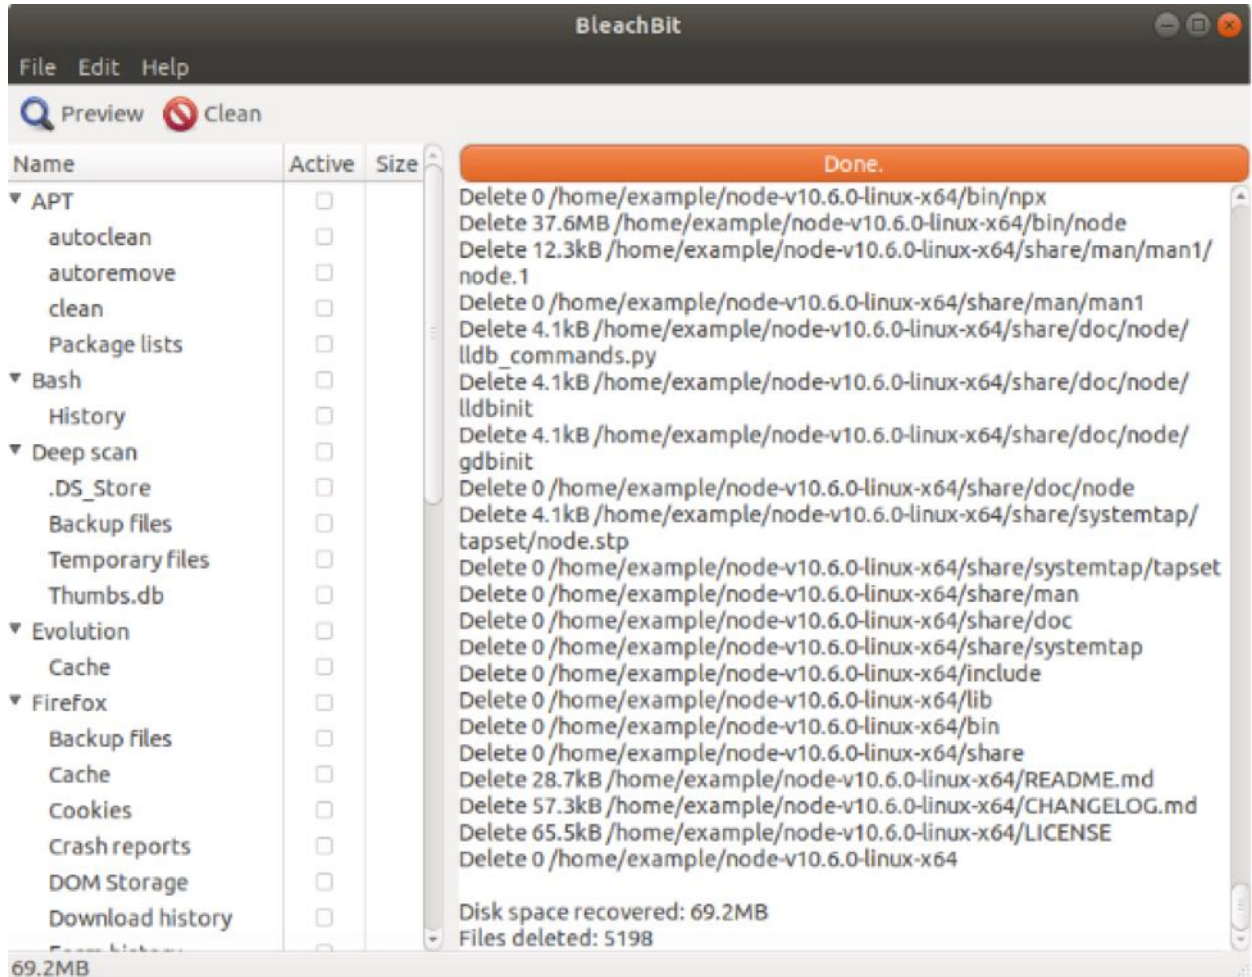 BleachBit
File Edit Help
Preview Clean
Name Active Size
APT
autoclean
autoremove
clean
Package lists
Bash
History
Deep scan
.DS_Store
Backup files
Temporary files
Thumbs.db
Evolution
Cache
Firefox
Backup files
Cache
Cookies
Crash reports
DOM Storage
Download history
Done.
Delete 0 /home/example/node-v10.6.0-linux-x64/bin/npx
Delete 37.6MB /home/example/node-v10.6.0-linux-x64/bin/node
Delete 12.3kB /home/example/node-v10.6.0-linux-x64/share/man/man1/
node.1
Delete 0 /home/example/node-v10.6.0-linux-x64/share/man/man1
Delete 4.1kB /home/example/node-v10.6.0-linux-x64/share/doc/node/
lldb_commands.py
Delete 4.1kB /home/example/node-v10.6.0-linux-x64/share/doc/node/
lldbinit
Delete 4.1kB /home/example/node-v10.6.0-linux-x64/share/doc/node/
gdbinit
Delete 0 /home/example/node-v10.6.0-linux-x64/share/doc/node
Delete 4.1kB /home/example/node-v10.6.0-linux-x64/share/systemtap/
tapset/node.stp
Delete 0 /home/example/node-v10.6.0-linux-x64/share/systemtap/tapset
Delete 0 /home/example/node-v10.6.0-linux-x64/share/man
Delete 0 /home/example/node-v10.6.0-linux-x64/share/doc
Delete 0 /home/example/node-v10.6.0-linux-x64/share/systemtap
Delete 0 /home/example/node-v10.6.0-linux-x64/include
Delete 0 /home/example/node-v10.6.0-linux-x64/lib
Delete 0 /home/example/node-v10.6.0-linux-x64/bin
Delete 0 /home/example/node-v10.6.0-linux-x64/share
Delete 28.7kB /home/example/node-v10.6.0-linux-x64/README.md
Delete 57.3kB /home/example/node-v10.6.0-linux-x64/CHANGELOG.md
Delete 65.5kB /home/example/node-v10.6.0-linux-x64/LICENSE
Delete 0 /home/example/node-v10.6.0-linux-x64
Disk space recovered: 69.2MB
Files deleted: 5198
69.2MB